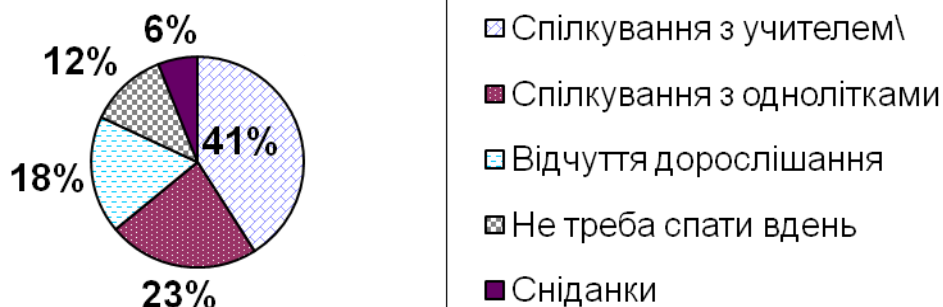 6%
12%
41%
18%
23%
Спілкування з учителем\
Спілкування з однолітками
Відчуття дорослішання
Не треба спати вдень
Сніданки